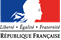 Liberté • Égalité • Fraternité
RÉPUBLIQUE FRANÇAISE